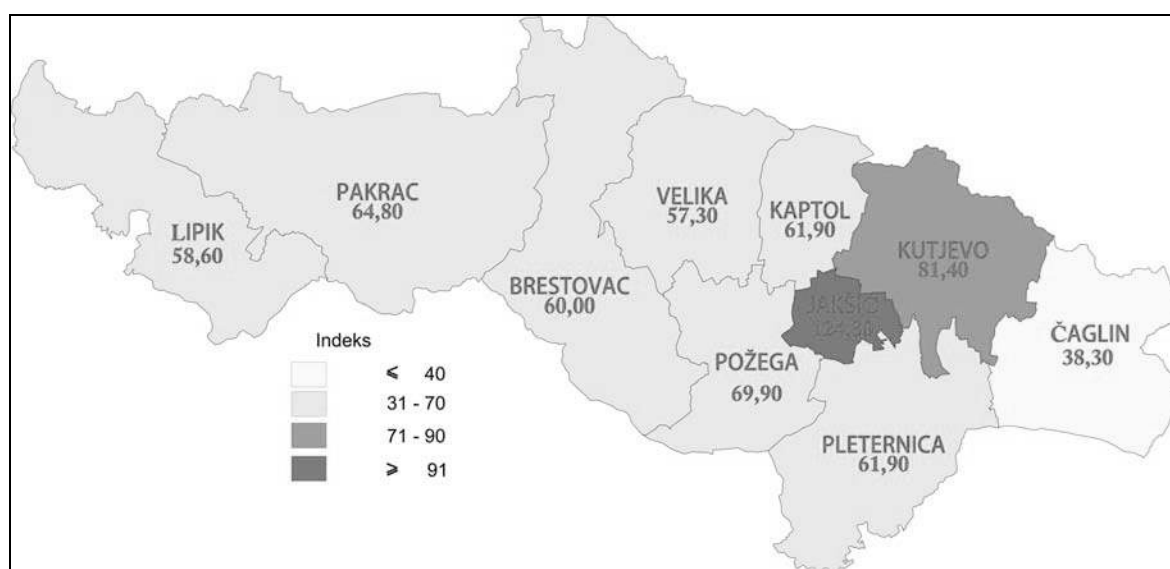 PAKRAC
64,80
LIPIK
58,60
VELIKA
57,30
KAPTOL
61,90
KUTJEVO
81,40
BRESTOVAC
60,00
JAKŠIĆ
ČAGLIN
38,30
POŽEGA
69,90
PLETERNICA
61,90
Indeks
⩽ 40
31 - 70
71 - 90
⩾ 91